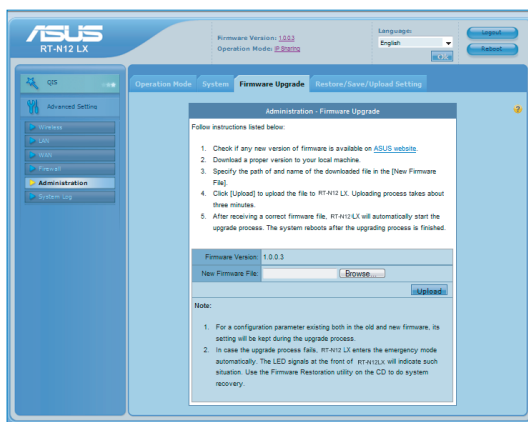 ASUS
RT-N12 LX
Firmware Version: 1.0.0.3
Operation Mode: IP Sharing
Language:
English
Logout
Reboot
QIS
Advanced Setting
Wireless
LAN
WAN
Firewall
Administration
System Log
Operation Mode System Firmware Upgrade Restore/Save/Upload Setting
Administration - Firmware Upgrade
Follow instructions listed below:
1. Check if any new version of firmware is available on ASUS website.
2. Download a proper version to your local machine.
3. Specify the path of and name of the downloaded file in the [New Firmware
File].
4. Click [Upload] to upload the file to RT-N12 LX. Uploading process takes about
three minutes.
5. After receiving a correct firmware file, RT-N12 LX will automatically start the
upgrade process. The system reboots after the upgrading process is finished.
Firmware Version: 1.0.0.3
New Firmware File: Browse...
Upload
Note:
1. For a configuration parameter existing both in the old and new firmware, its
setting will be kept during the upgrade process.
2. In case the upgrade process fails, RT-N12 LX enters the emergency mode
automatically. The LED signals at the front of RT-N12LX will indicate such
situation. Use the Firmware Restoration utility on the CD to do system
recovery.